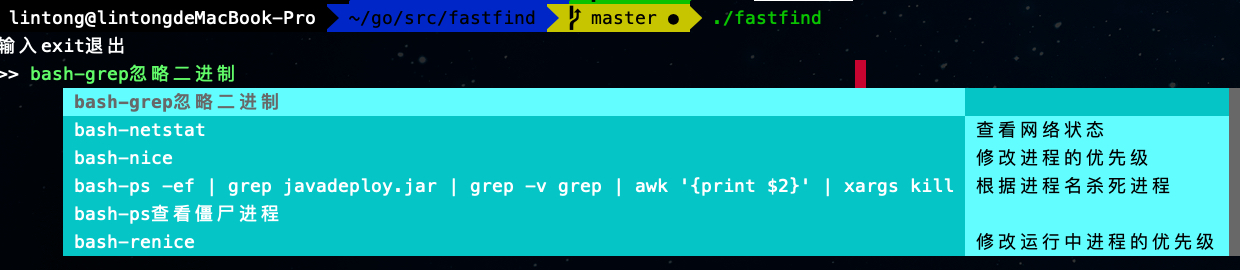 lintong@lintongdeMacBook-Pro ~/go/src/fastfind master ● ./fastfind
输入exit退出
>> bash-grep忽略二进制
bash-grep忽略二进制
bash-netstat 查看网络状态
bash-nice 修改进程的优先级
bash-ps -ef | grep javadeploy.jar | grep -v grep | awk '{print $2}' | xargs kill 根据进程名杀死进程
bash-ps查看僵尸进程
bash-renice 修改运行中进程的优先级